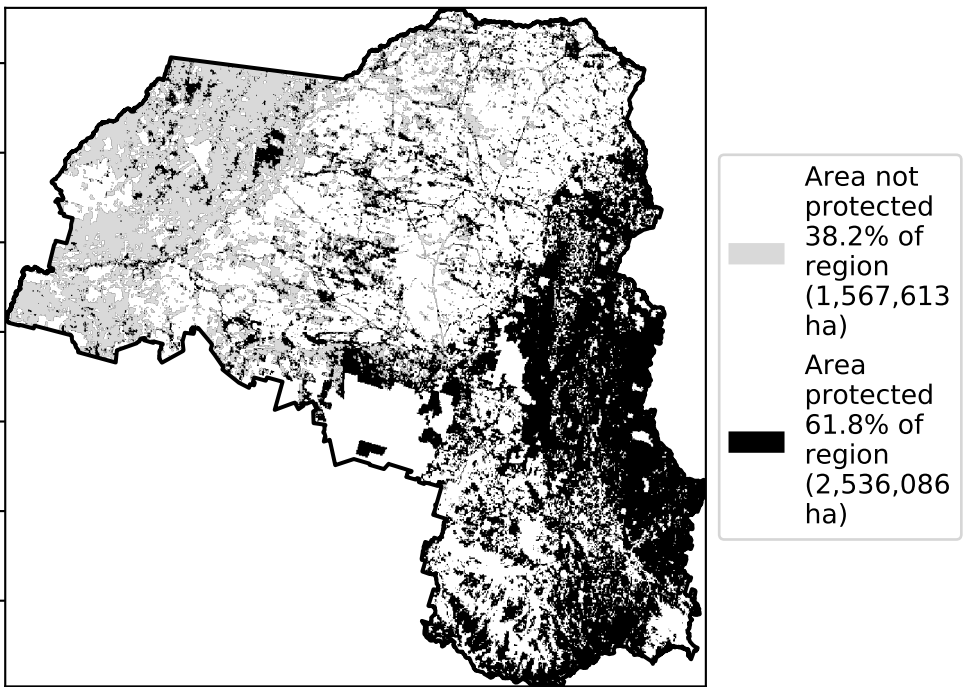 Area not
protected
38.2% of
region
(1,567,613
ha)
Area
protected
61.8% of
region
(2,536,086
ha)